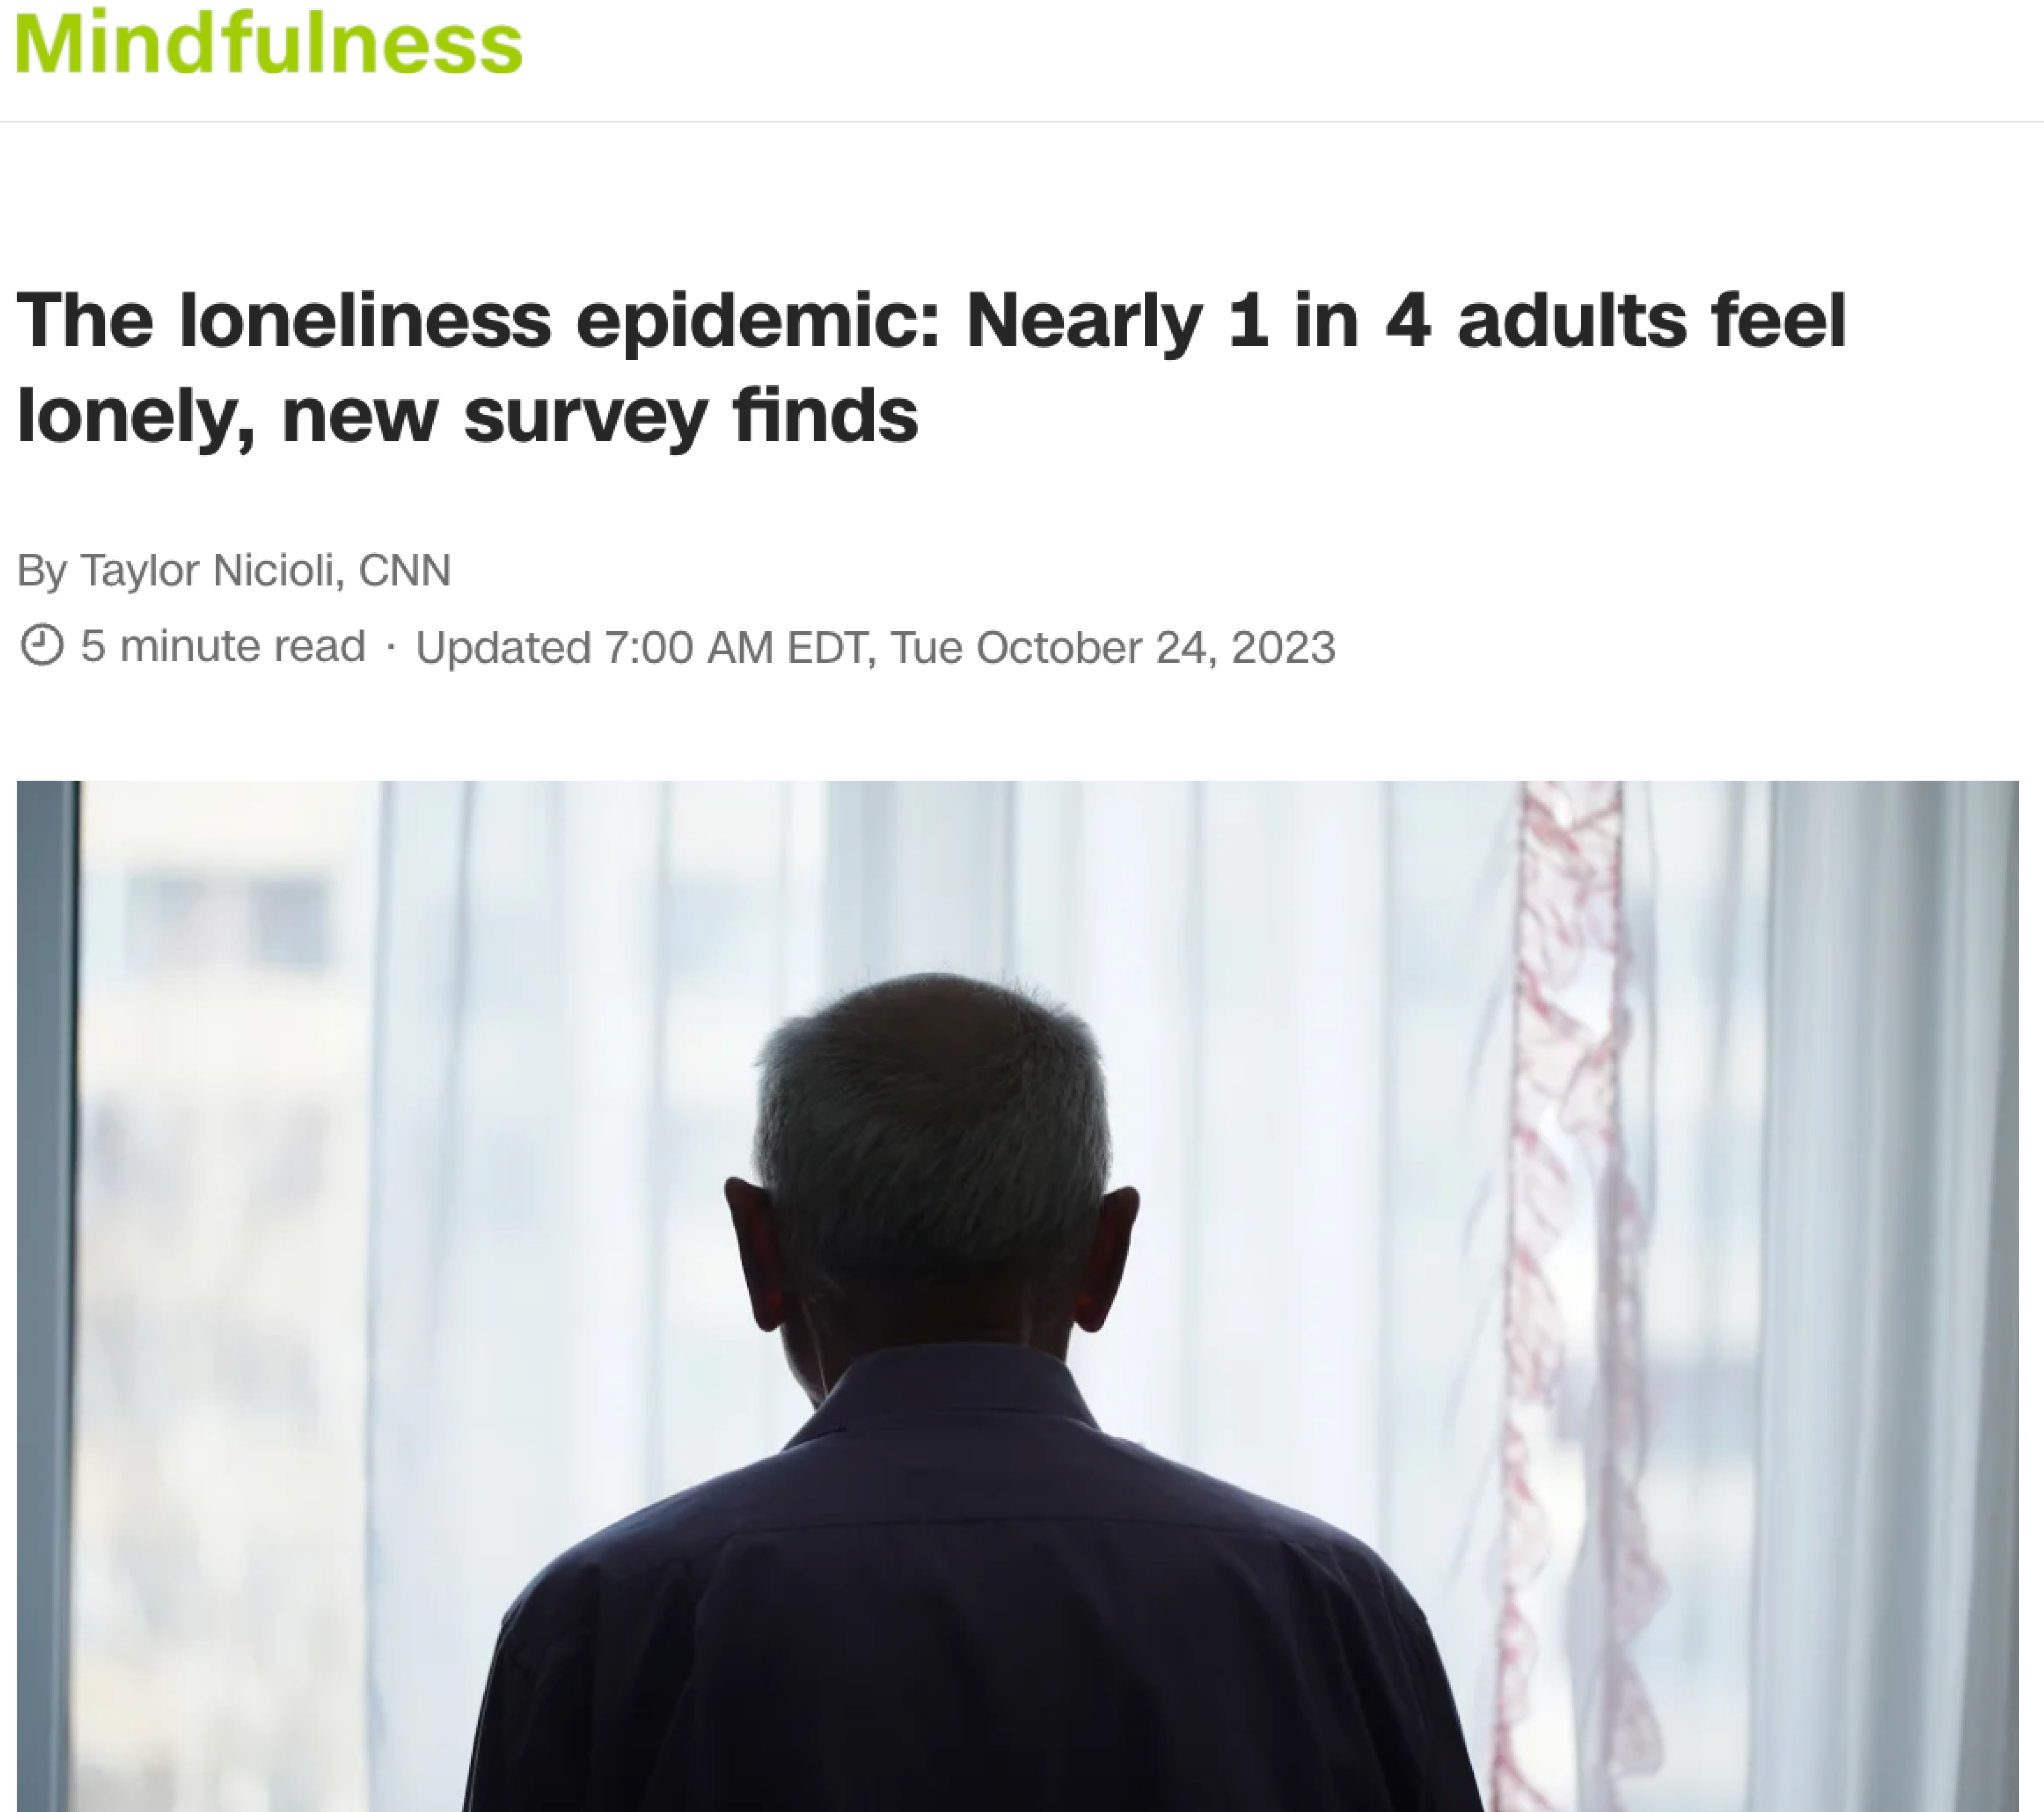 Mindfulness
The loneliness epidemic: Nearly 1 in 4 adults feel
lonely, new survey finds
By Taylor Nicioli, CNN
5 minute read · Updated 7:00 AM EDT, Tue October 24, 2023